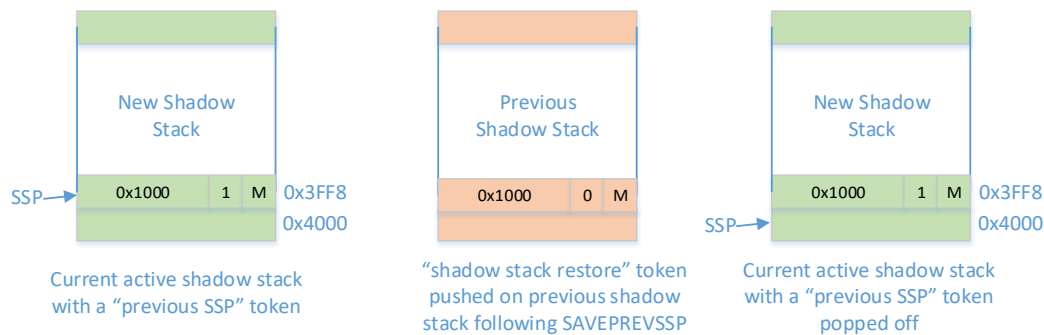 New Shadow
Stack
SSP
0x1000 1 M 0x3FF8
0x4000
Current active shadow stack
with a “previous SSP” token
Previous
Shadow Stack
0x1000 0 M
“shadow stack restore” token
pushed on previous shadow
stack following SAVEPREVSSP
New Shadow
Stack
0x1000 1 M 0x3FF8
SSP
0x4000
Current active shadow stack
with a “previous SSP” token
popped off